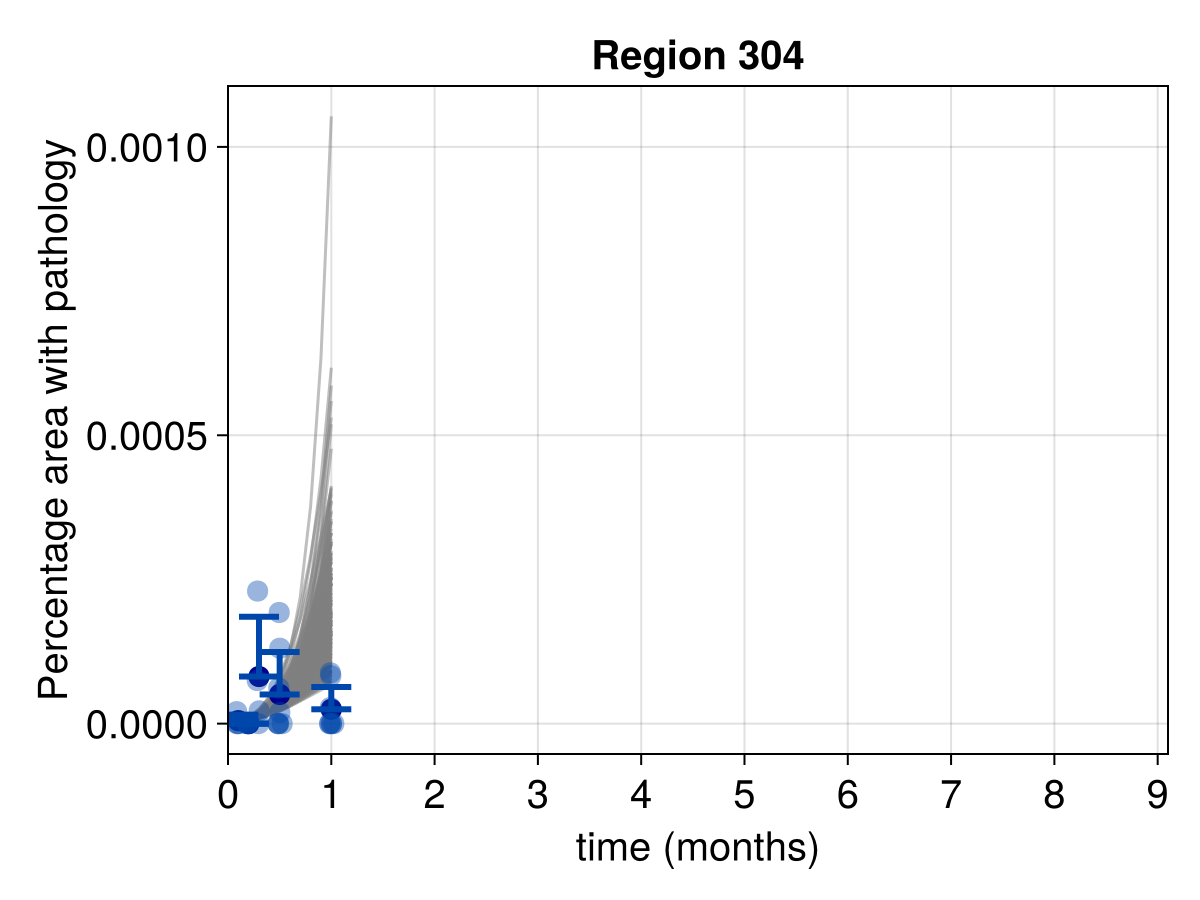 Region 304
Percentage area with pathology
0.0010
0.0005
0.0000
0 1 2 3 4 5 6 7 8 9
time (months)